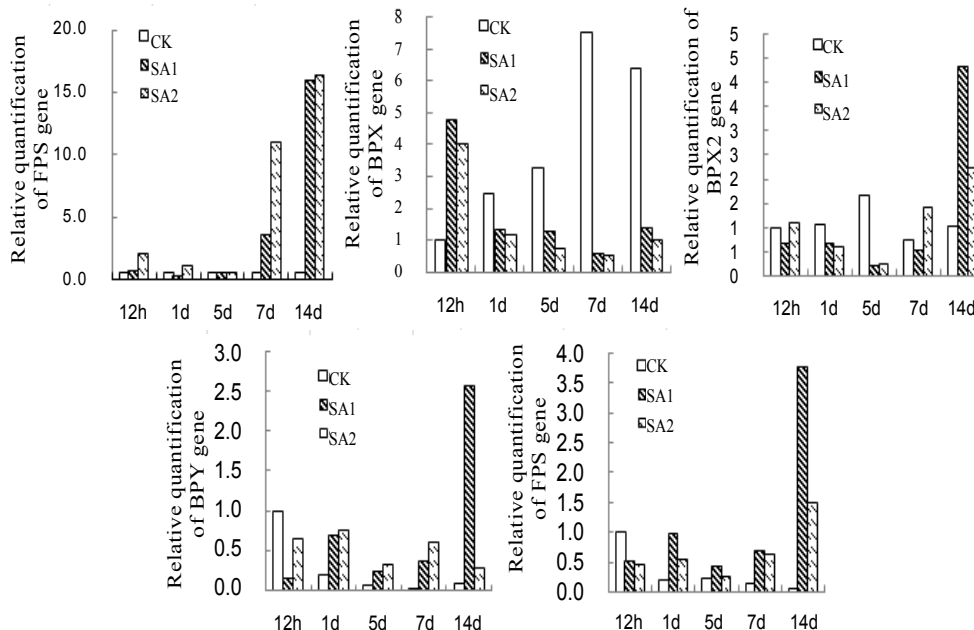 Relative quantification
of FPS gene
20.0
15.0
10.0
5.0
0.0
CK
SA1
SA2
12h 1d 5d 7d 14d
Relative quantification
of BPX gene
8
7
6
5
4
3
2
1
0
CK
SA1
SA2
12h 1d 5d 7d 14d
Relative quantification of
BPX2 gene
5
5
4
4
3
3
2
2
1
1
0
CK
SA1
SA2
12h 1d 5d 7d 14d
Relative quantification
of BPY gene
3.0
2.5
2.0
1.5
1.0
0.5
0.0
CK
SA1
SA2
12h 1d 5d 7d 14d
Relative quantification
of FPS gene
4.0
3.5
3.0
2.5
2.0
1.5
1.0
0.5
0.0
CK
SA1
SA2
12h 1d 5d 7d 14d